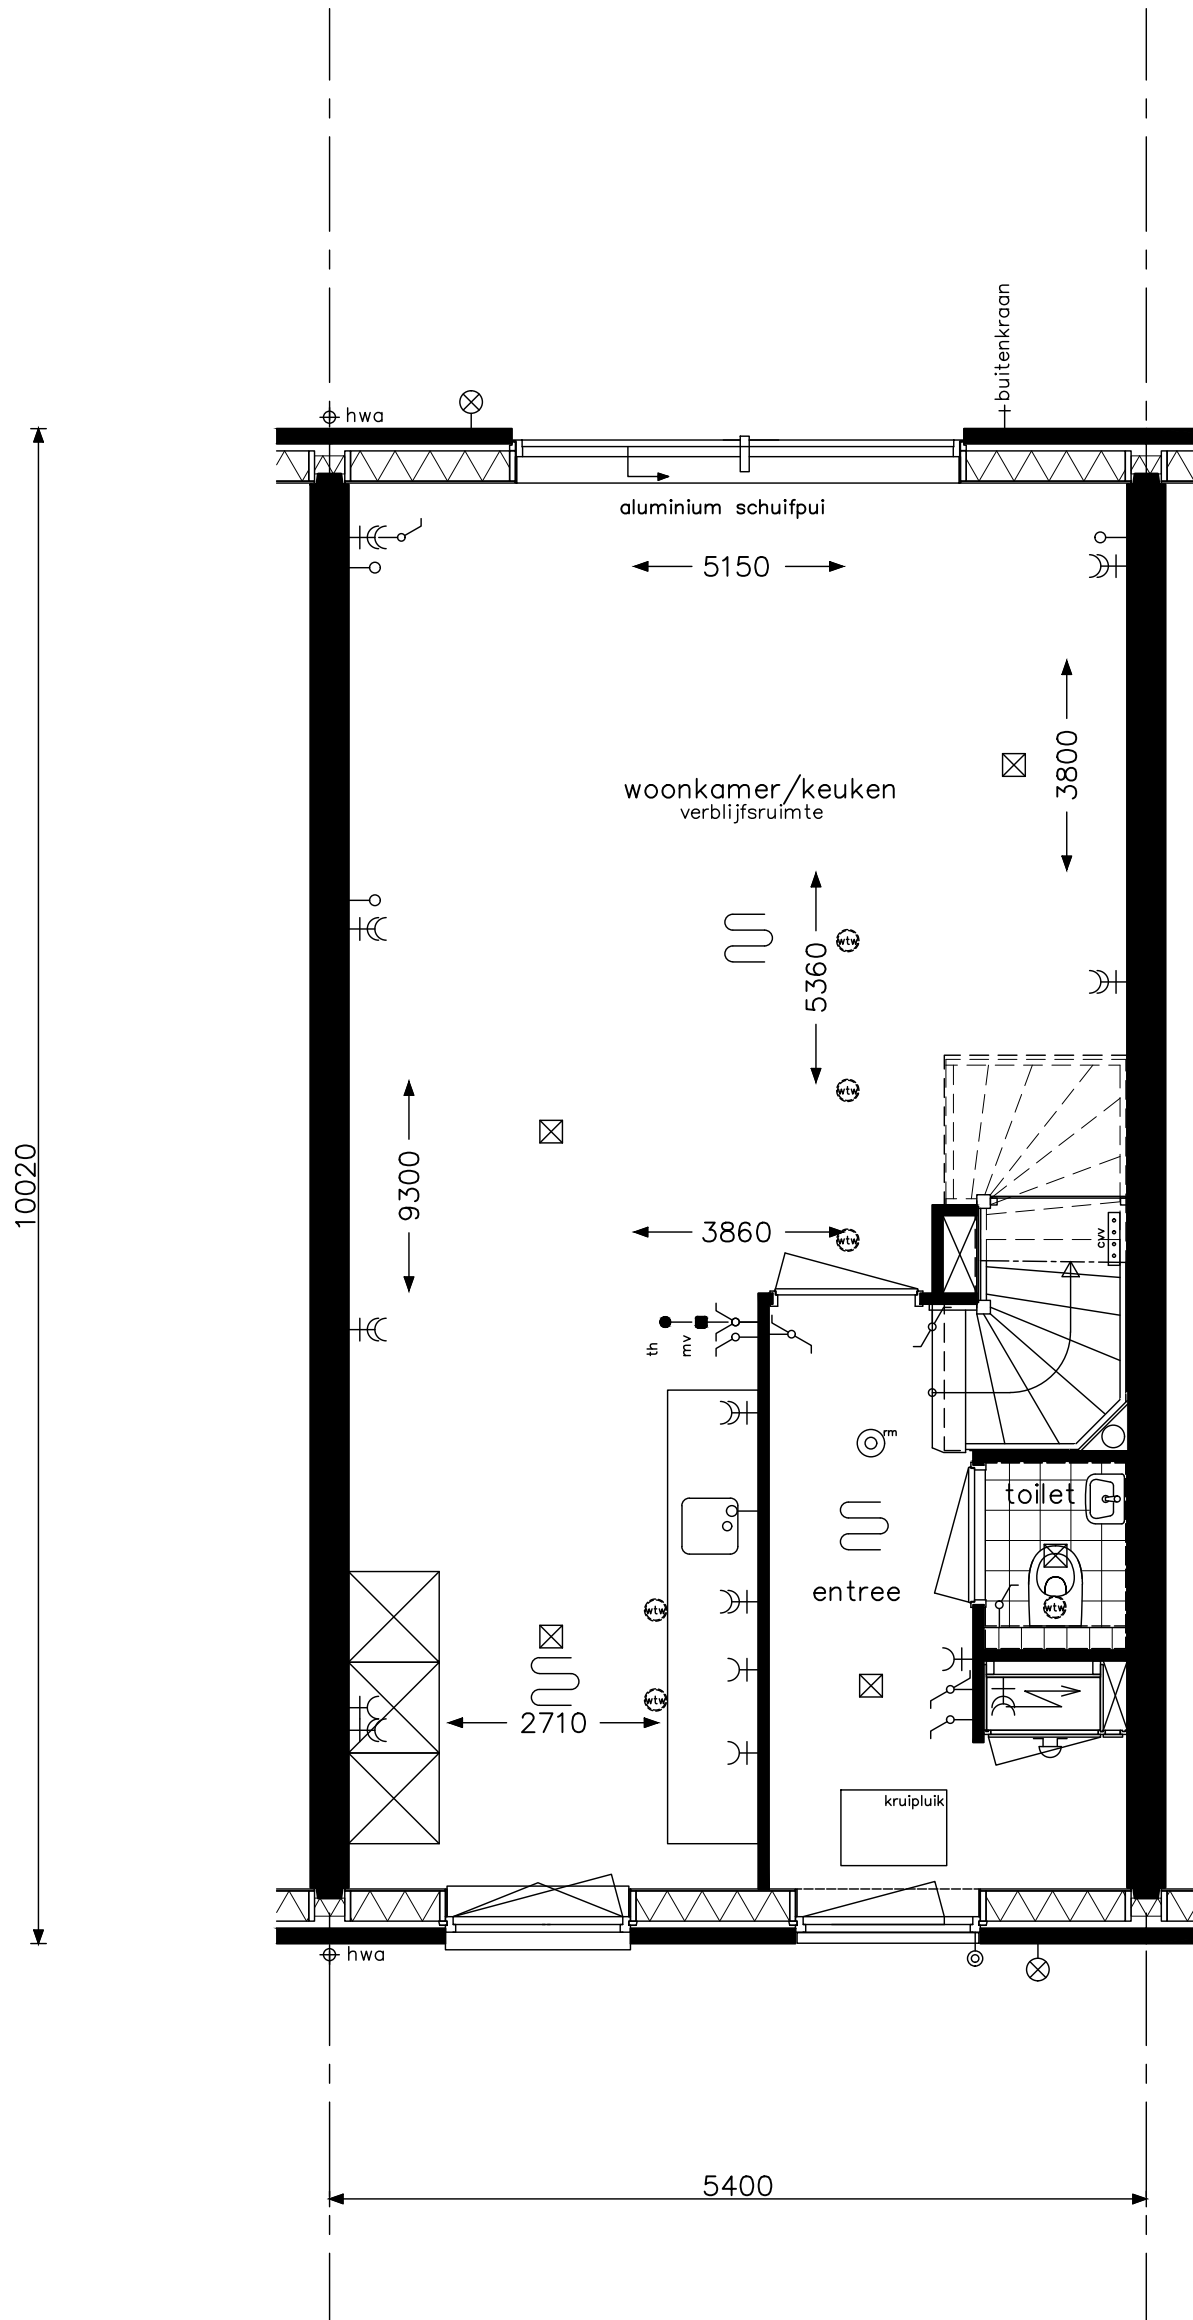 buitenkraan
hwa
aluminium schuifpui
5150
3800
woonkamer/keuken
verblijfsruimte
wtw
5360
wtw
10020
9300
3860
wtw
cvv
th
mv
rm
toilet
entree
wtw
wtw
wtw
2710
kruipluik
hwa
5400